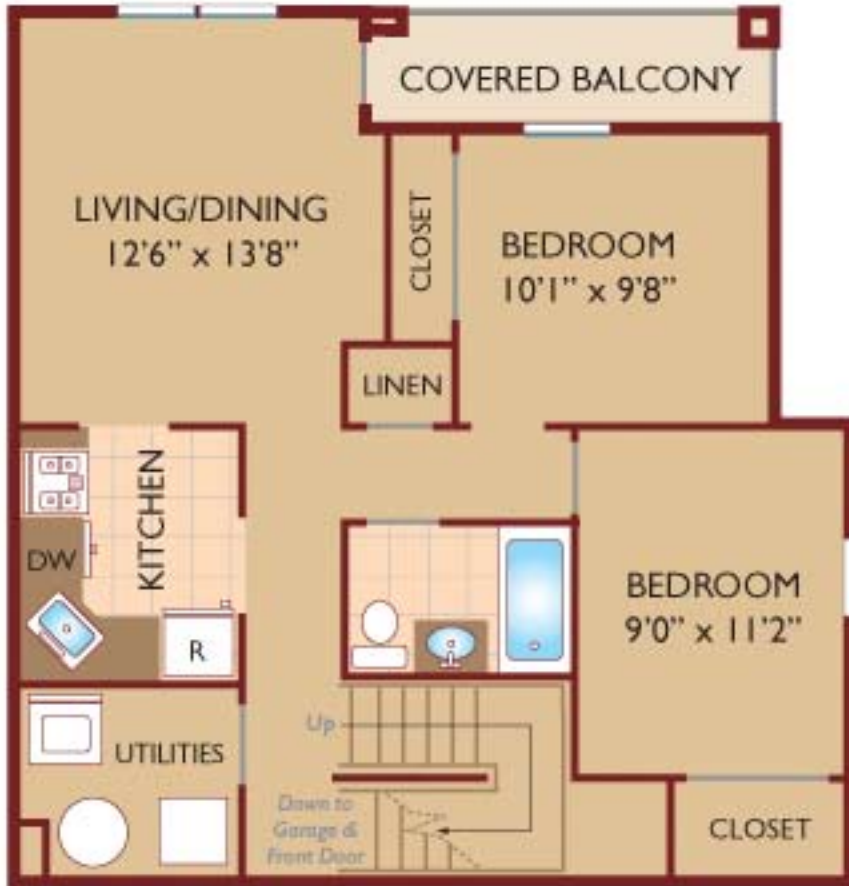 COVERED BALCONY
LIVING/DINING
12'6" x 13'8"
CLOSET
BEDROOM
10'1" x 9'8"
LINEN
KITCHEN
DW
R
BEDROOM
9'0" x 11'2"
UTILITIES
Up
Down to
Garage &
Front Door
CLOSET